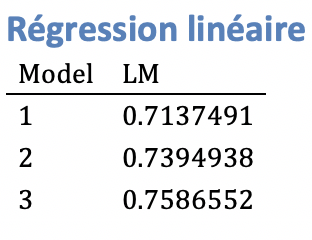 Régression linéaire
Model LM
1 0.7137491
2 0.7394938
3 0.7586552